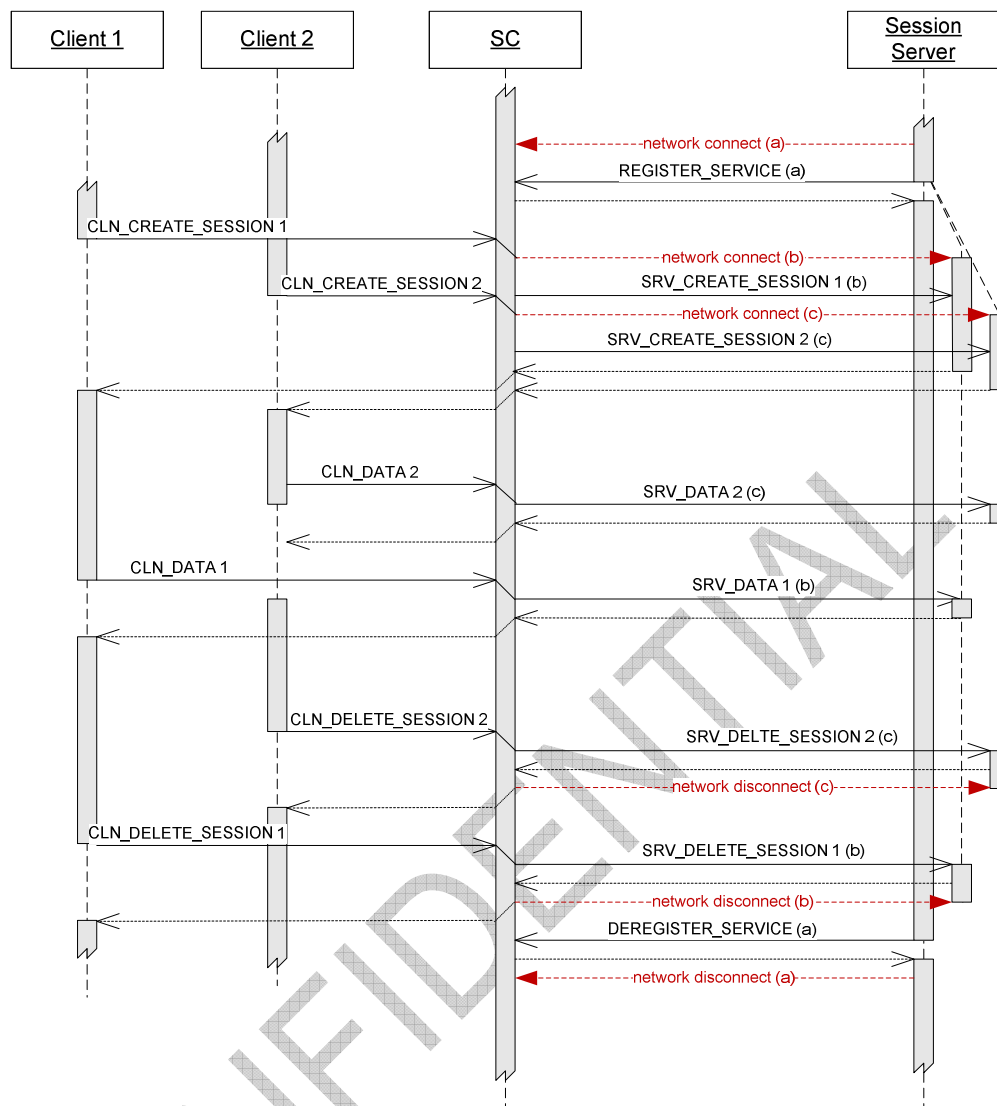 Client 1
Client 2
SC
Session
Server
network connect (a)
REGISTER_SERVICE (a)
CLN_CREATE_SESSION 1
network connect (b)
CLN_CREATE_SESSION 2
SRV_CREATE_SESSION 1 (b)
network connect (c)
SRV_CREATE_SESSION 2 (c)
CLN_DATA 2
SRV_DATA 2 (c)
CLN_DATA 1
SRV_DATA 1 (b)
CLN_DELETE_SESSION 2
SRV_DELTE_SESSION 2 (c)
network disconnect (c)
CLN_DELETE_SESSION 1
SRV_DELETE_SESSION 1 (b)
network disconnect (b)
DEREGISTER_SERVICE (a)
network disconnect (a)
NFIDENTIAL